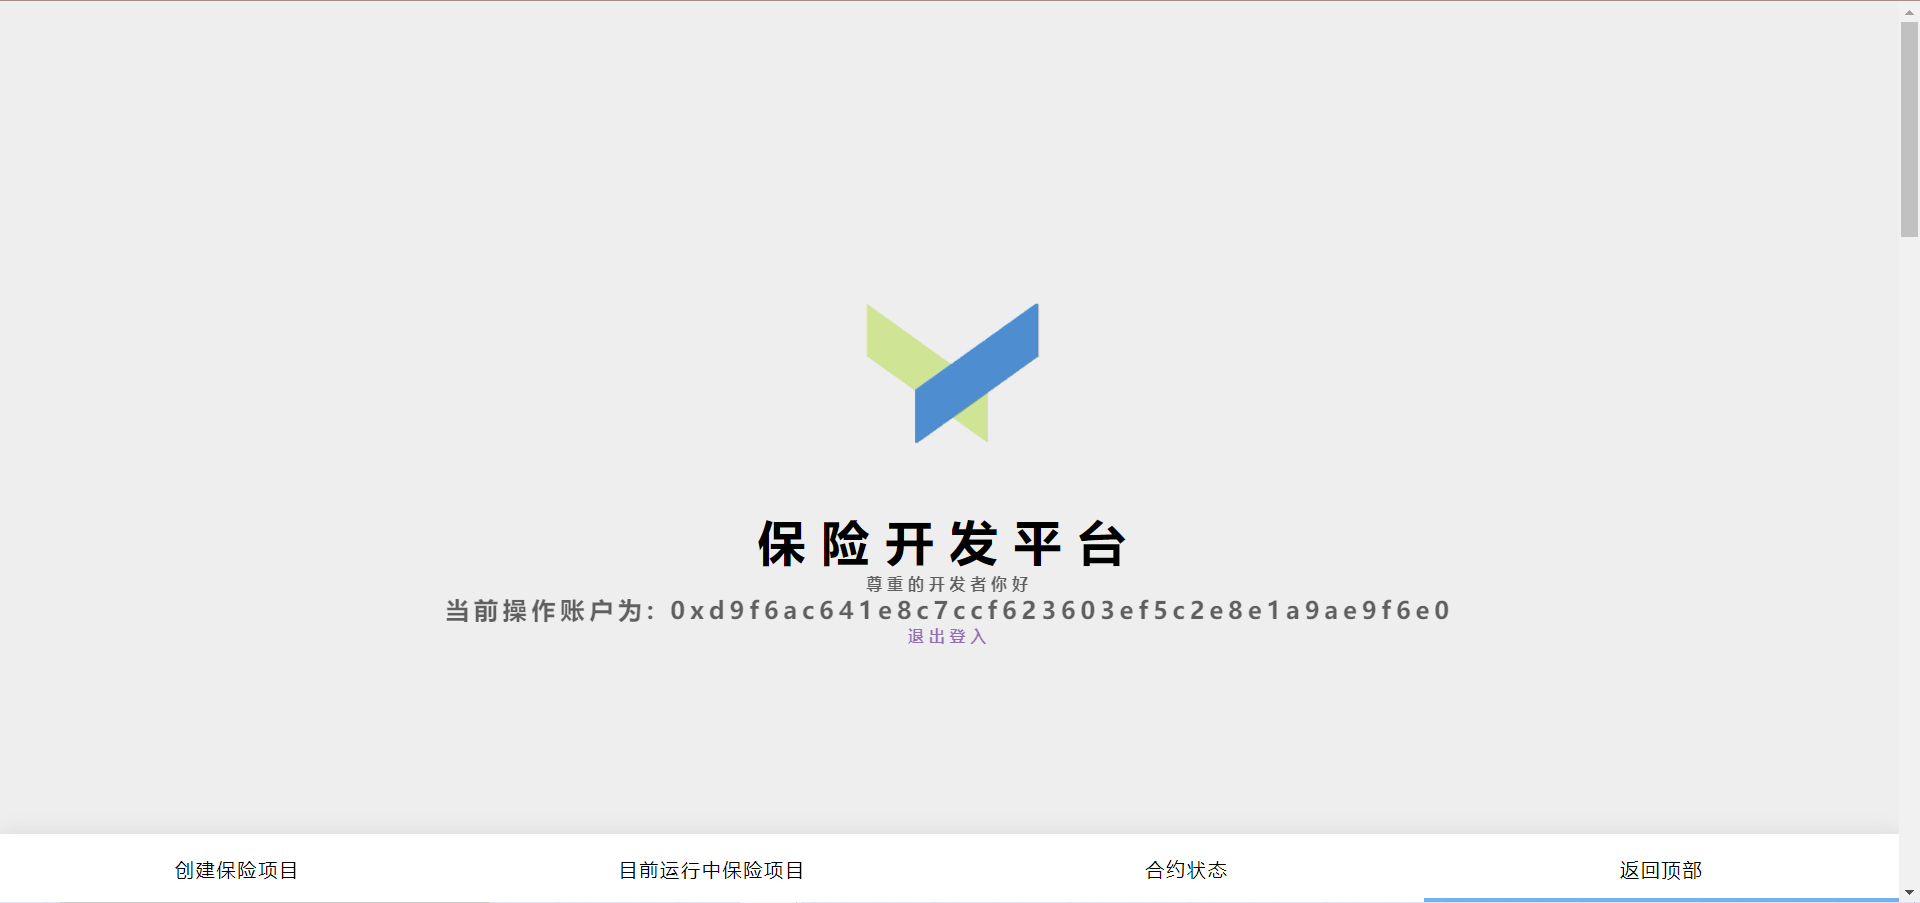 保险开发平台
尊重的开发者你好
当前操作账户为: 0xd9f6ac641e8c7ccf623603ef5c2e8e1a9ae9f6e0
退出登入
创建保险项目
目前运行中保险项目
合约状态
返回顶部